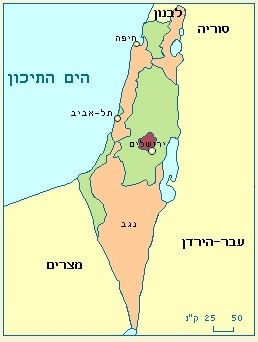 לבנון
סוריה
חיפה
הים התיכון
תל-אביב
ירושלים
נגב
עבר-הירדן
מצרים
ק"מ 25 50